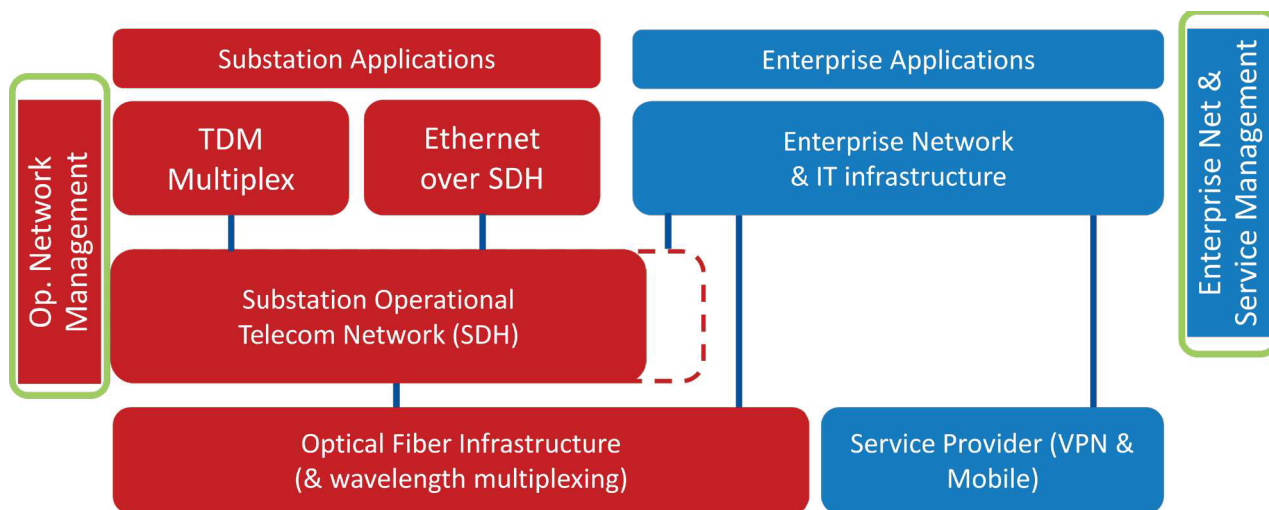 Substation Applications
Enterprise Applications
Op. Network
Management
TDM
Multiplex
Ethernet
over SDH
Enterprise Network
& IT infrastructure
Enterprise Net &
Service Management
Substation Operational
Telecom Network (SDH)
Optical Fiber Infrastructure
(& wavelength multiplexing)
Service Provider (VPN &
Mobile)